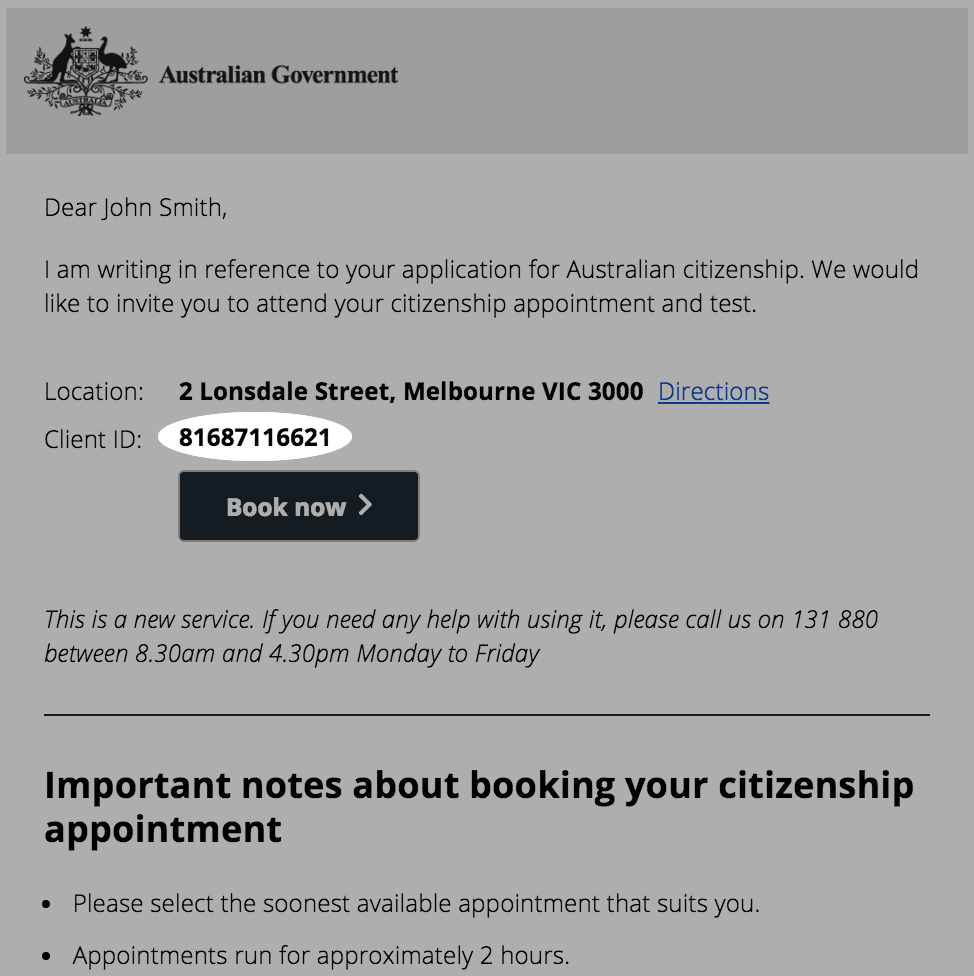 AUSTRALIA
Australian Government
Dear John Smith,
I am writing in reference to your application for Australian citizenship. We would
like to invite you to attend your citizenship appointment and test.
Location: 2 Lonsdale Street, Melbourne VIC 3000 Directions
Client ID: 81687116621
Book now
This is a new service. If you need any help with using it, please call us on 131 880
between 8.30am and 4.30pm Monday to Friday
Important notes about booking your citizenship
appointment
• Please select the soonest available appointment that suits you.
• Appointments run for approximately 2 hours.